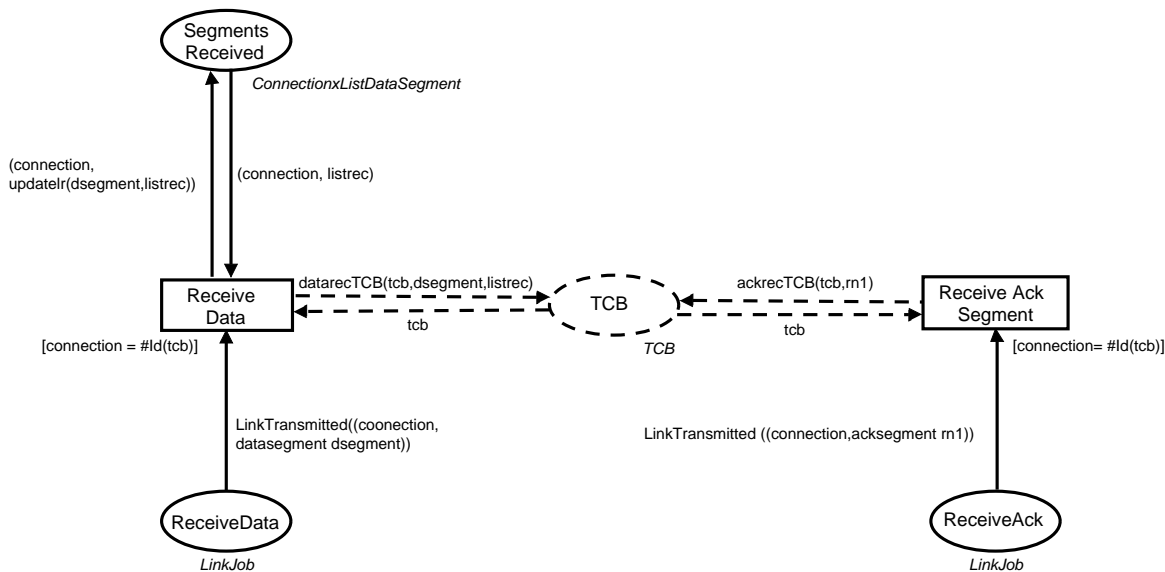 Segments
Received
ConnectionxListDataSegment
(connection,
updatelr(dsegment,listrec))
(connection, listrec)
Receive
Data
datarecTCB(tcb,dsegment,listrec)
tcb
TCB
TCB
ackrecTCB(tcb,rn1)
tcb
Receive Ack
Segment
[connection = #Id(tcb)]
[connection= #Id(tcb)]
LinkTransmitted((coonection,
datasegment dsegment))
LinkTransmitted ((connection,acksegment rn1))
ReceiveData
LinkJob
ReceiveAck
LinkJob